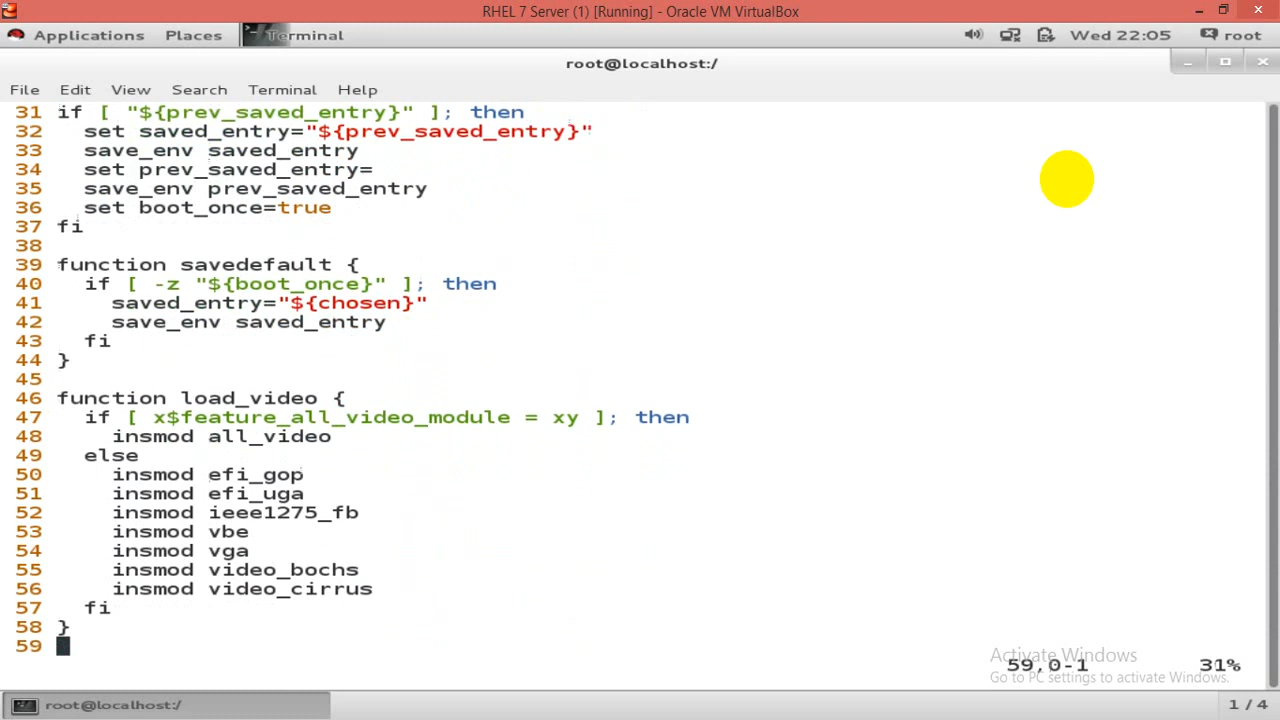 RHEL 7 Server (1) [Running] - Oracle VM VirtualBox
Applications Places Terminal Wed 22:05 root
root@localhost:/
File Edit View Search Terminal Help
31 if [ "${prev_saved_entry}" ]; then
32   set saved_entry="${prev_saved_entry}"
33   save_env saved_entry
34   set prev_saved_entry=
35   save_env prev_saved_entry
36   set boot_once=true
37 fi
38
39 function savedefault {
40   if [ -z "${boot_once}" ]; then
41     saved_entry="${chosen}"
42     save_env saved_entry
43   fi
44 }
45
46 function load_video {
47   if [ x$feature_all_video_module = xy ]; then
48     insmod all_video
49   else
50     insmod efi_gop
51     insmod efi_uga
52     insmod ieee1275_fb
53     insmod vbe
54     insmod vga
55     insmod video_bochs
56     insmod video_cirrus
57   fi
58 }
59
Activate Windows
59,0-1 31%
Go to PC settings to activate Windows.
root@localhost:/ 1 / 4